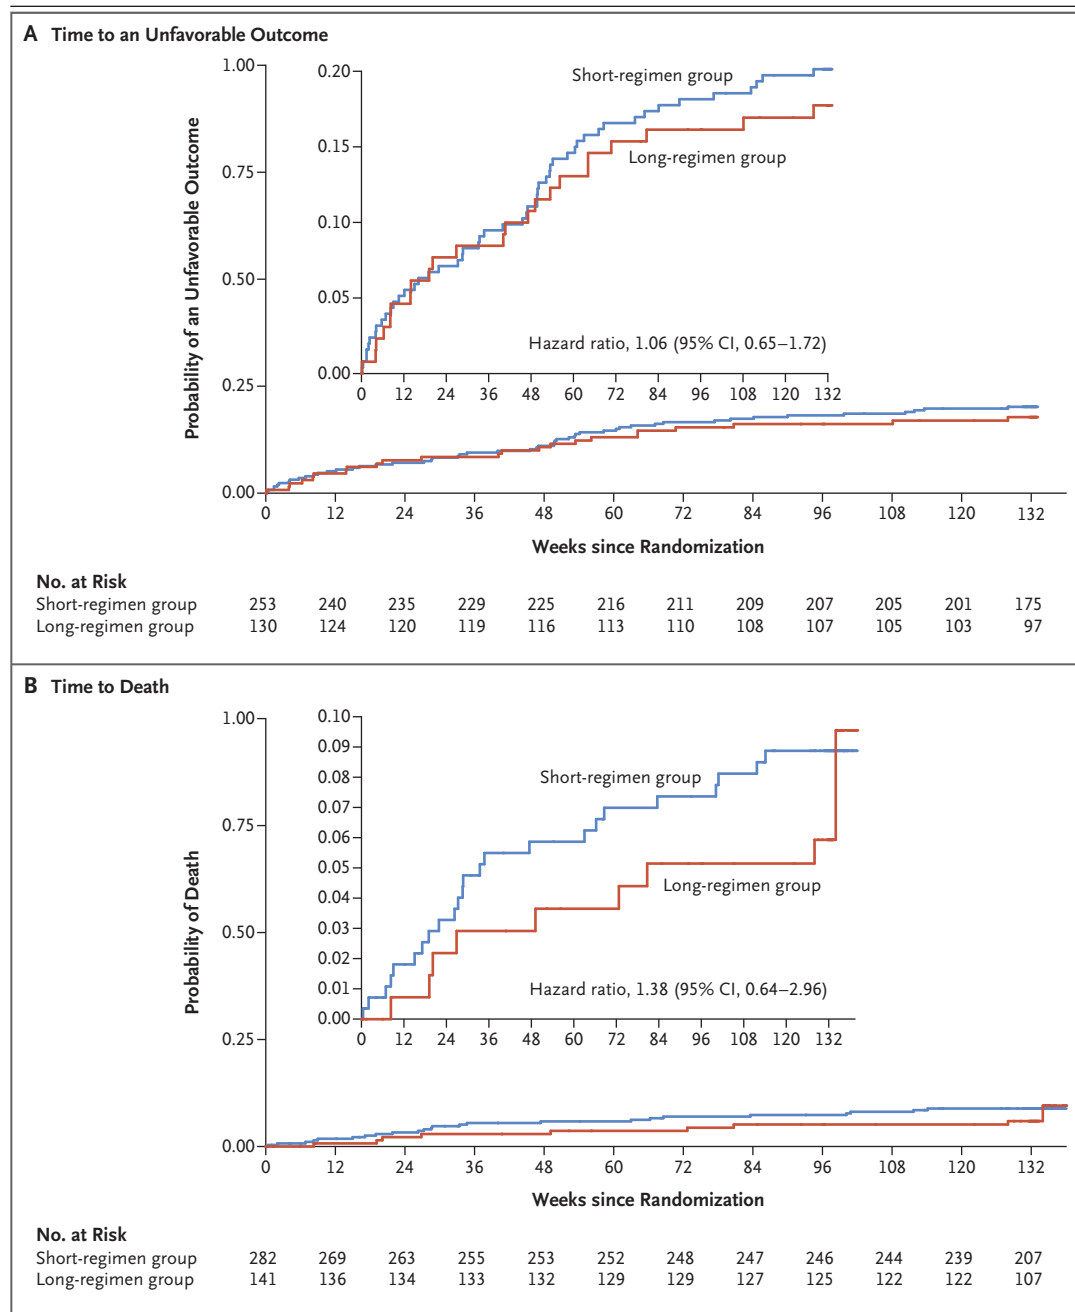 A Time to an Unfavorable Outcome
1.00
0.75
0.50
0.25
0.00
Probability of an Unfavorable Outcome
0.20
0.15
0.10
0.05
0.00
Short-regimen group
Long-regimen group
Hazard ratio, 1.06 (95% CI, 0.65–1.72)
0 12 24 36 48 60 72 84 96 108 120 132
0 12 24 36 48 60 72 84 96 108 120 132
Weeks since Randomization
No. at Risk
Short-regimen group 253 240 235 229 225 216 211 209 207 205 201 175
Long-regimen group 130 124 120 119 116 113 110 108 107 105 103 97
B Time to Death
1.00
0.75
0.50
0.25
0.00
Probability of Death
0.10
0.09
0.08
0.07
0.06
0.05
0.04
0.03
0.02
0.01
0.00
Short-regimen group
Long-regimen group
Hazard ratio, 1.38 (95% CI, 0.64–2.96)
0 12 24 36 48 60 72 84 96 108 120 132
0 12 24 36 48 60 72 84 96 108 120 132
Weeks since Randomization
No. at Risk
Short-regimen group 282 269 263 255 253 252 248 247 246 244 239 207
Long-regimen group 141 136 134 133 132 129 129 127 125 122 122 107